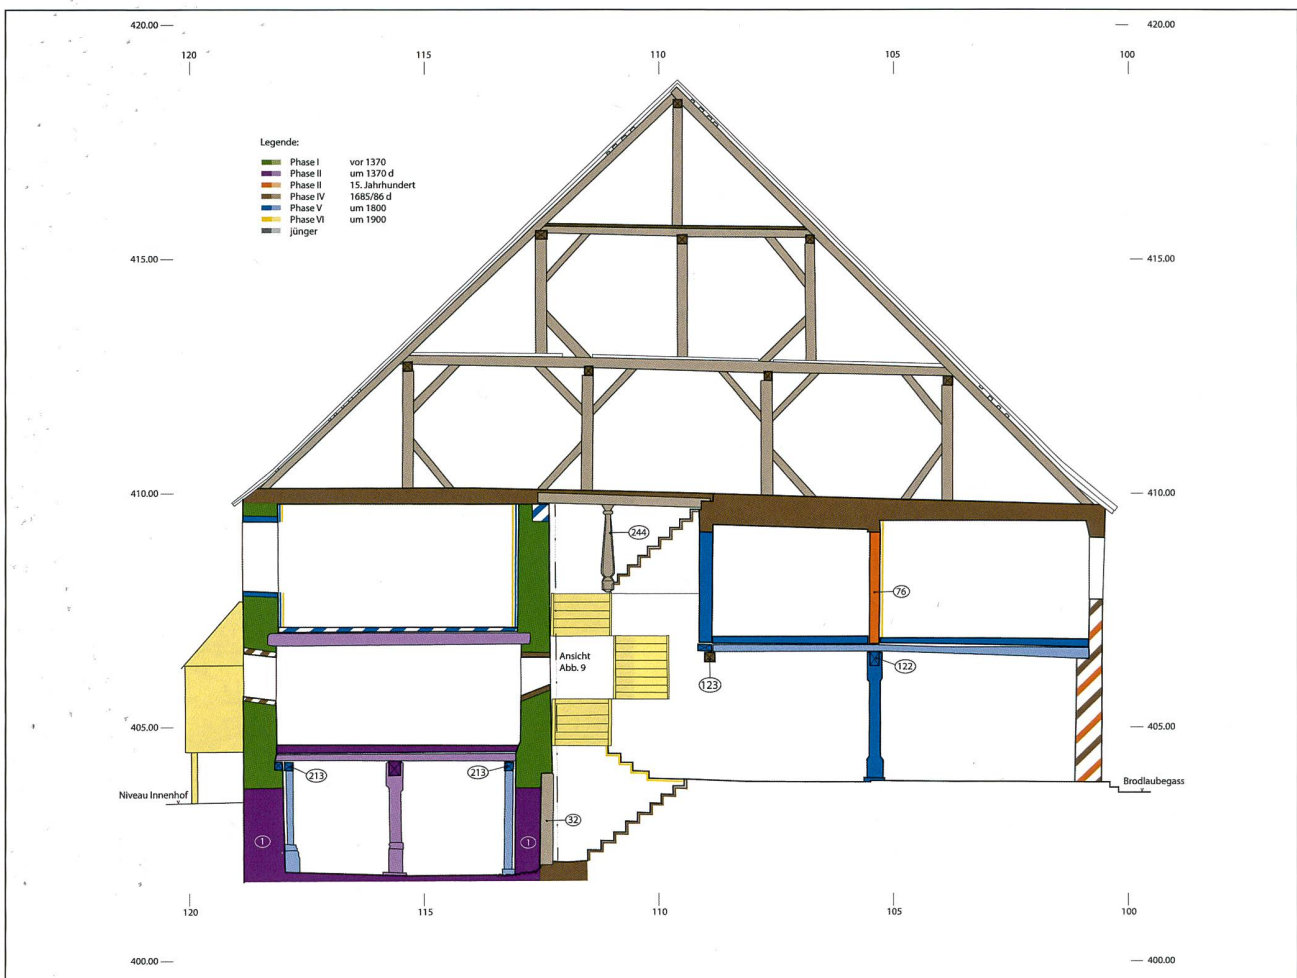 420.00 420.00
120 115 110 105 100
Legende:
Phase I vor 1370
Phase II um 1370 d
Phase II 15. Jahrhundert
Phase IV 1685/86 d
Phase V um 1800
Phase VI um 1900
jünger
415.00 415.00
410.00 410.00
244
76
Ansicht
Abb. 9
122
123
405.00 405.00
213 213
Niveau Innenhof Brodlaubegass
32
1 1
120 115 110 105 100
400.00 400.00